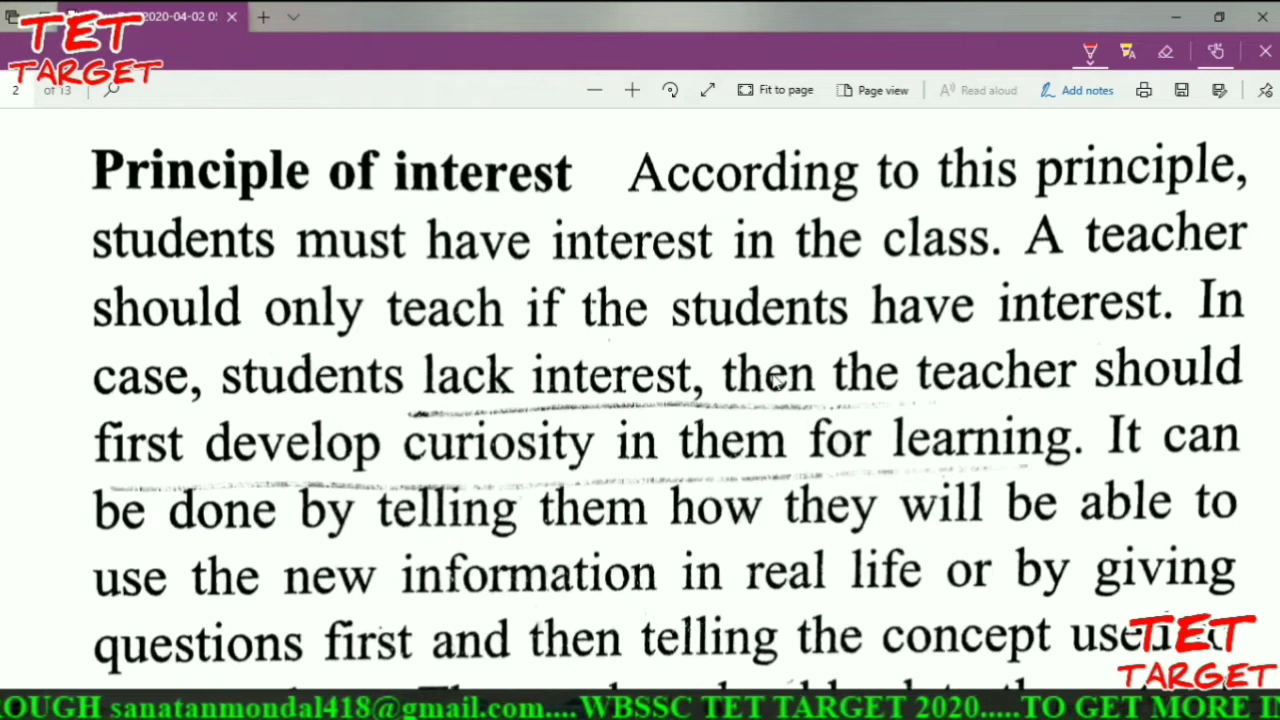 2020-04-02 05
TET
TARGET
2 of 13
Fit to page
Page view
Read aloud
Add notes
Principle of interest According to this principle,
students must have interest in the class. A teacher
should only teach if the students have interest. In
case, students lack interest, then the teacher should
first develop curiosity in them for learning. It can
be done by telling them how they will be able to
use the new information in real life or by giving
questions first and then telling the concept
TET
TARGET
OUGH sanatanmondal418@gmail.com.... WBSSC TET TARGET 2020.....TO GET MORE